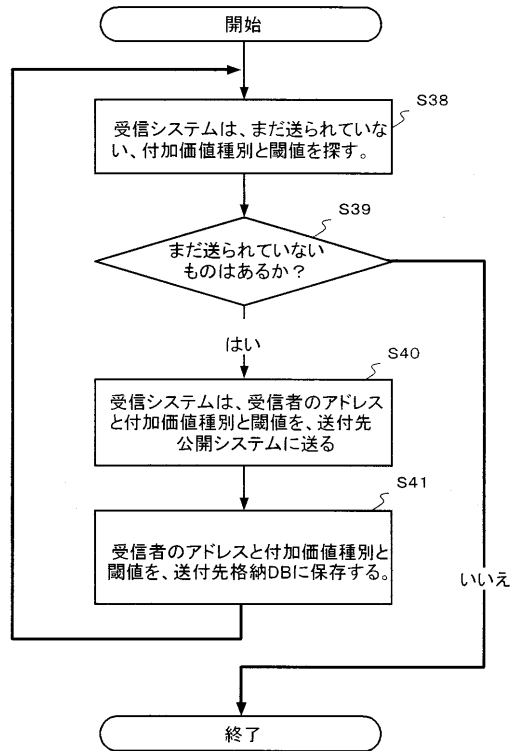 開始
S38
受信システムは、まだ送られていな
い、付加価値種別と閾値を探す。
S39
まだ送られていない
ものはあるか？
はい
S40
受信システムは、受信者のアドレス
と付加価値種別と閾値を、送付先
公開システムに送る
S41
受信者のアドレスと付加価値種別と
閾値を、送付先格納DBに保存する。
いいえ
終了